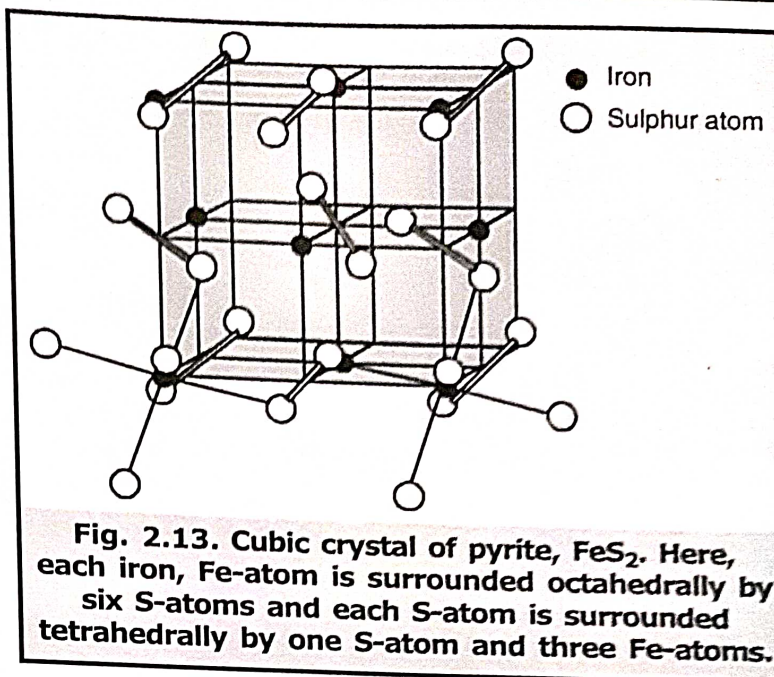 Iron
Sulphur atom
Fig. 2.13. Cubic crystal of pyrite, FeS₂. Here,
each iron, Fe-atom is surrounded octahedrally by
six S-atoms and each S-atom is surrounded
tetrahedrally by one S-atom and three Fe-atoms.